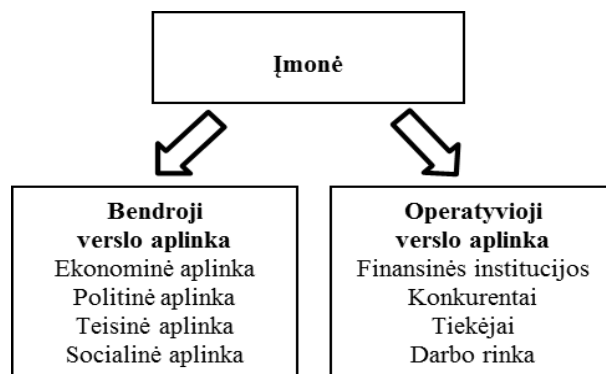 Įmonė
Bendroji
verslo aplinka
Ekonominė aplinka
Politinė aplinka
Teisinė aplinka
Socialinė aplinka
Operatyvioji
verslo aplinka
Finansinės institucijos
Konkurentai
Tiekėjai
Darbo rinka